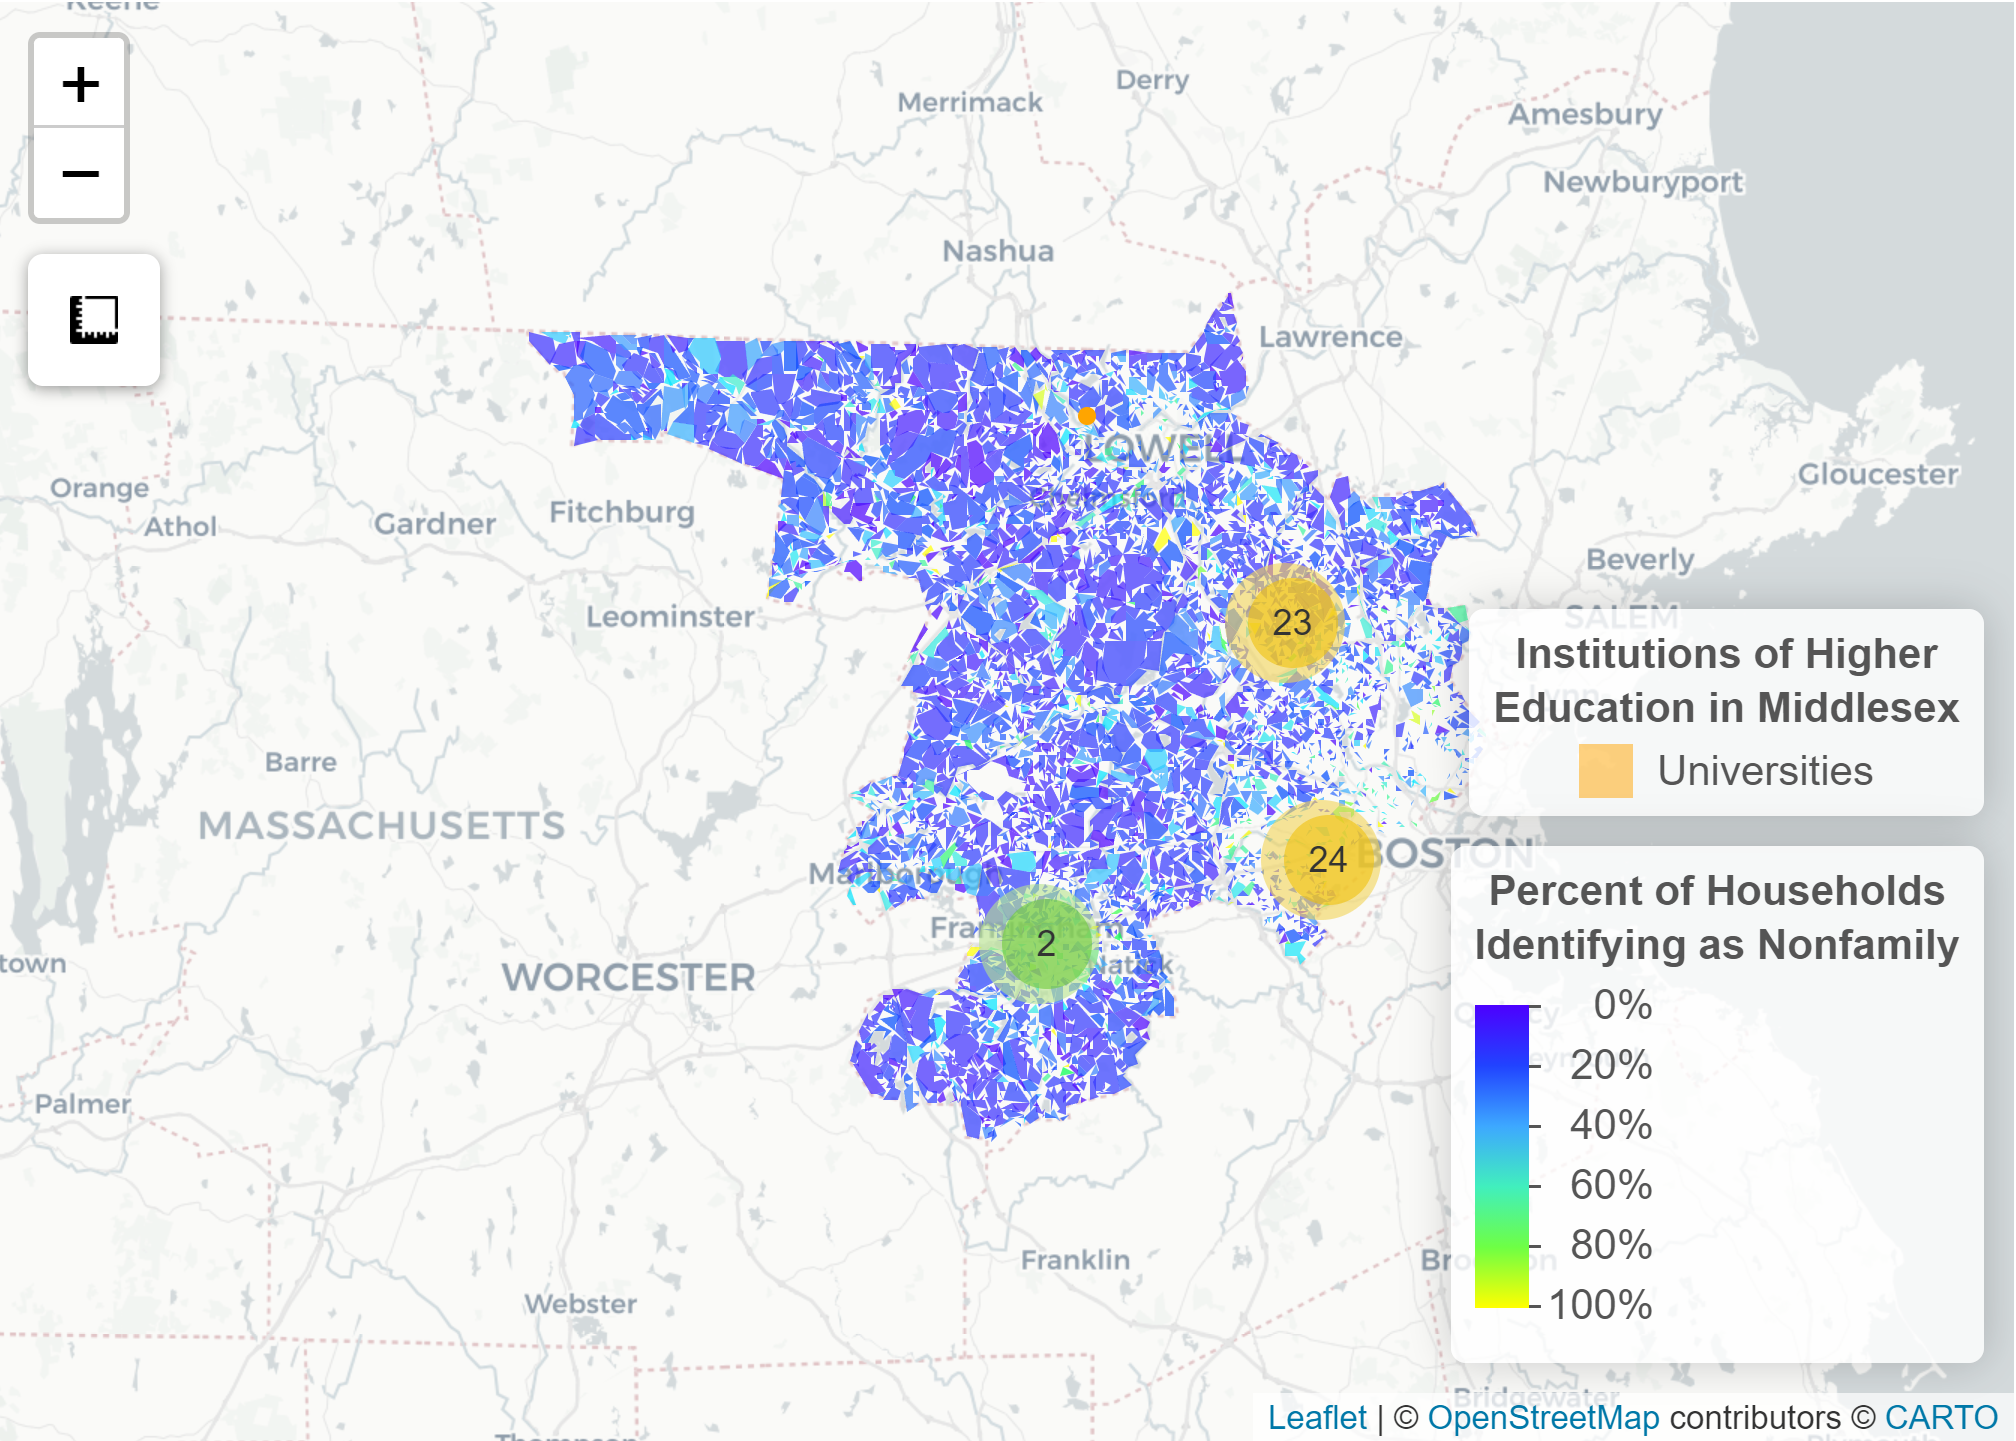 Keene
+
−
Derry
Merrimack
Amesbury
Newburyport
Nashua
Lawrence
LOWELL
Gloucester
Orange
Athol
Gardner
Fitchburg
Beverly
Leominster
SALEM
23
Institutions of Higher
Education in Middlesex
Universities
Lynn
Barre
MASSACHUSETTS
BOSTON
24
Marlborough
Percent of Households
Identifying as Nonfamily
Framingham
2
Natick
town
WORCESTER
0%
20%
40%
60%
80%
100%
Palmer
Franklin
Webster
Bridgewater
Leaflet | © OpenStreetMap contributors © CARTO